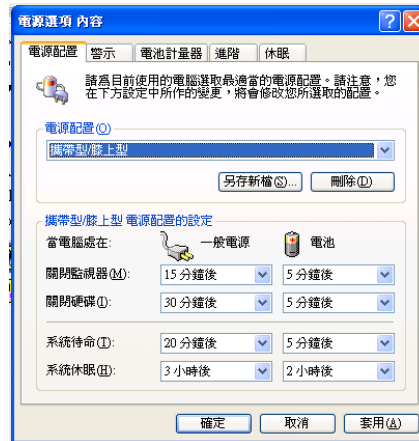 電源選項 內容
電源配置 警示 電池計量器 進階 休眠
請為目前使用的電腦選取最適當的電源配置。請注意，您
在下方設定中所作的變更，將會修改您所選取的配置。
電源配置(O)
攜帶型/膝上型
另存新檔(S)... 刪除(D)
攜帶型/膝上型 電源配置的設定
當電腦處在: 一般電源 電池
關閉監視器(M): 15 分鐘後 5 分鐘後
關閉硬碟(I): 30 分鐘後 5 分鐘後
系統待命(T): 20 分鐘後 5 分鐘後
系統休眠(H): 3 小時後 2 小時後
確定 取消 套用(A)